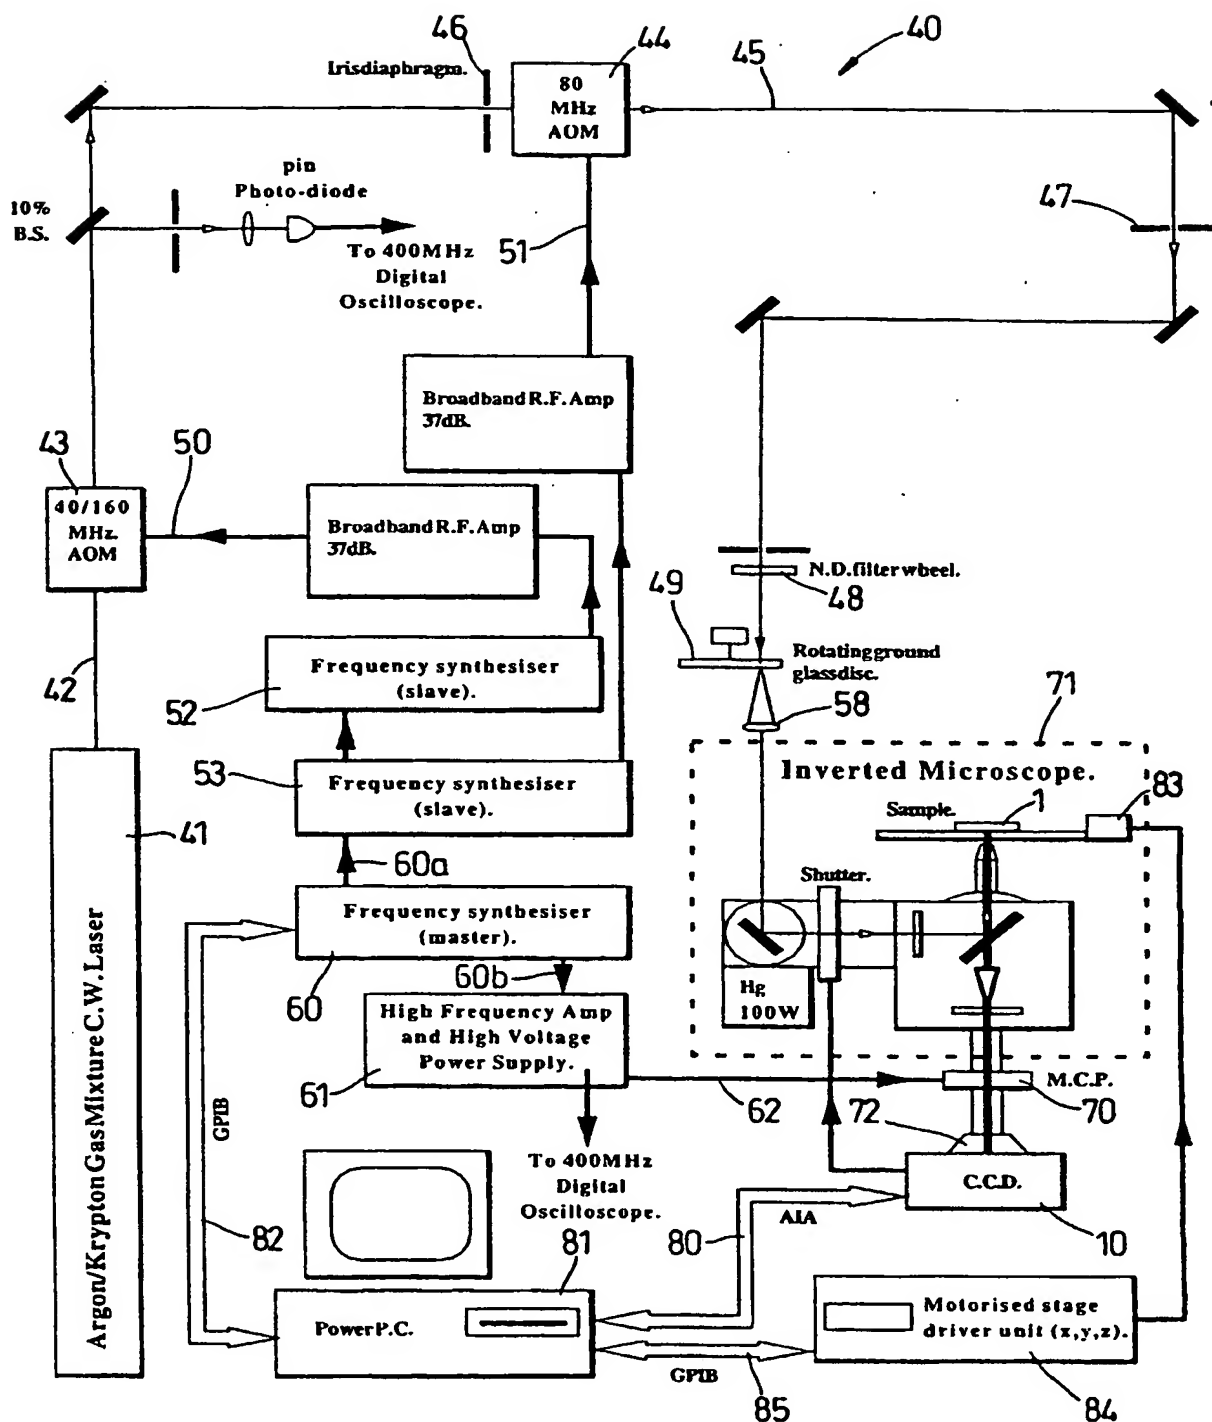 46
44
45
40
Irisdiaphragm.
80
MHz
AOM
pin
Photo-diode
10%
B.S.
47
51
To 400MHz
Digital
Oscilloscope.
Broadband R.F. Amp
37dB.
43
50
40/160
MHz.
AOM
Broadband R.F. Amp
37dB.
N.D. filter wheel.
48
49
Rotating ground
glass disc.
58
42
Frequency synthesiser
(slave).
52
71
53
Frequency synthesiser
(slave).
Inverted Microscope.
83
Sample.
1
41
60a
Shutter.
Frequency synthesiser
(master).
60
60b
Hg
100W
High Frequency Amp
and High Voltage
Power Supply.
61
62
M.C.P.
70
72
GPIB
To 400MHz
Digital
Oscilloscope.
C.C.D.
10
AIA
80
82
81
Argon/Krypton Gas Mixture C.W. Laser
Power P.C.
Motorised stage
driver unit (x,y,z).
GPIB
85
84